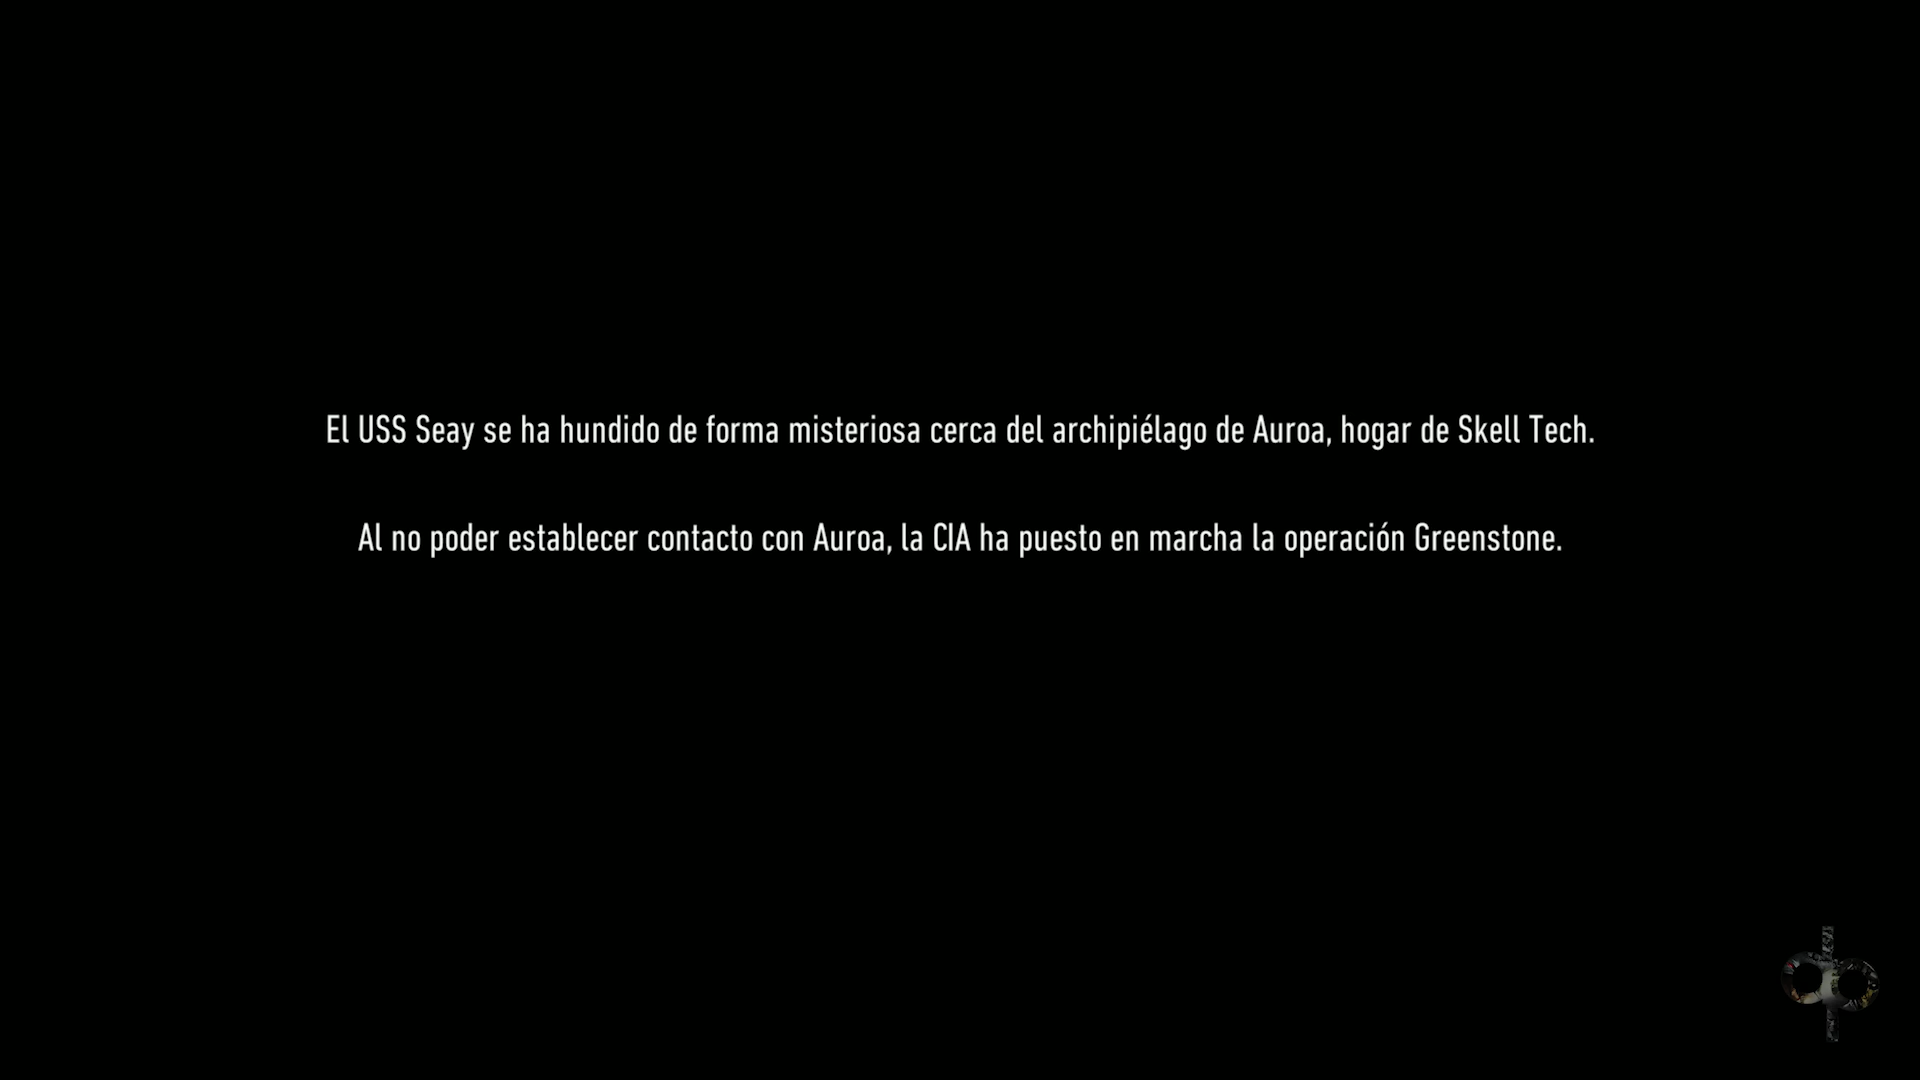 El USS Seay se ha hundido de forma misteriosa cerca del archipiélago de Auroa, hogar de Skell Tech.
Al no poder establecer contacto con Auroa, la CIA ha puesto en marcha la operación Greenstone.